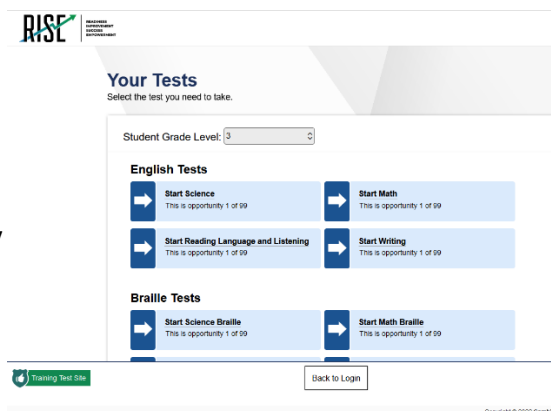 RISE
READINESS
IMPROVEMENT
SUCCESS
EMPOWERMENT
Your Tests
Select the test you need to take.
Student Grade Level: 3
English Tests
Start Science
This is opportunity 1 of 99
Start Math
This is opportunity 1 of 99
Start Reading Language and Listening
This is opportunity 1 of 99
Start Writing
This is opportunity 1 of 99
Braille Tests
Start Science Braille
This is opportunity 1 of 99
Start Math Braille
This is opportunity 1 of 99
Training Test Site
Back to Login